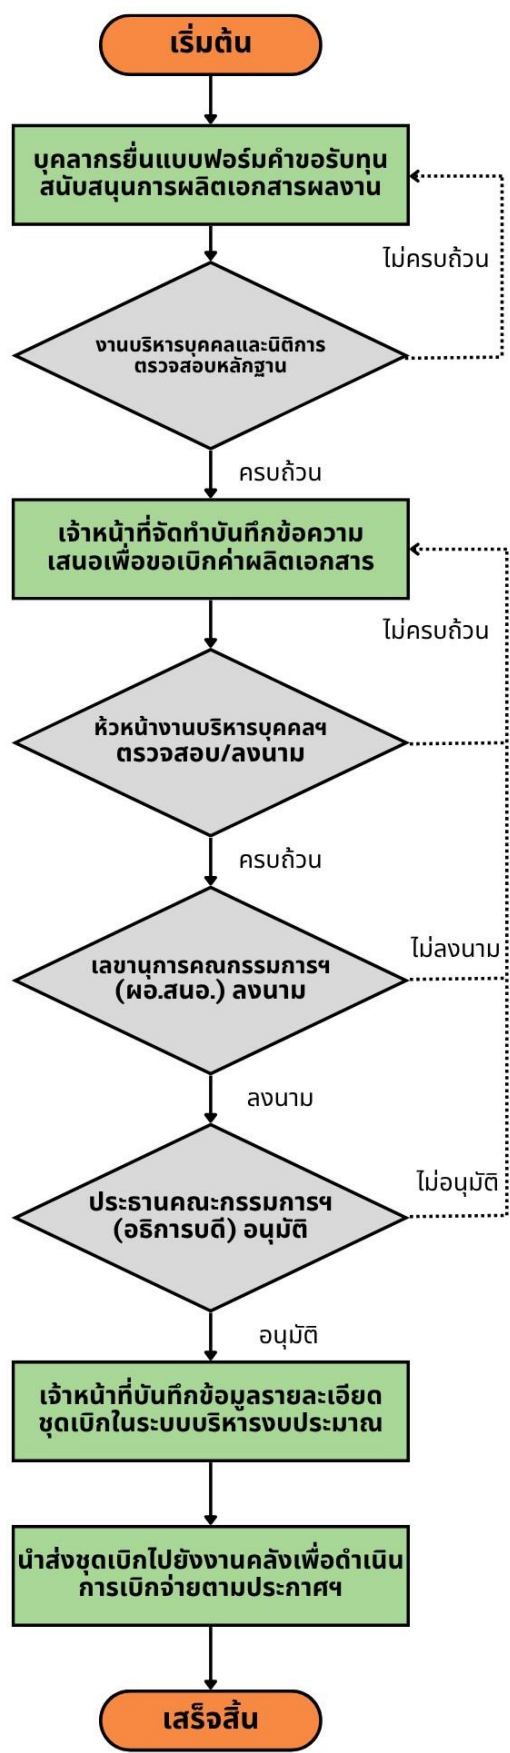 เริ่มต้น
บุคลากรยื่นแบบฟอร์มคำขอรับทุน
สนับสนุนการผลิตเอกสารผลงาน
ไม่ครบถ้วน
งานบริหารบุคคลและนิติการ
ตรวจสอบหลักฐาน
ครบถ้วน
เจ้าหน้าที่จัดทำบันทึกข้อความ
เสนอเพื่อขอเบิกค่าผลิตเอกสาร
ไม่ครบถ้วน
ห้วหน้างานบริหารบุคคลฯ
ตรวจสอบ/ลงนาม
ครบถ้วน
ไม่ลงนาม
เลขานุการคณกรรมการฯ
(ผอ.สนอ.) ลงนาม
ลงนาม
ไม่อนุมัติ
ประธานคณะกรรมการฯ
(อธิการบดี) อนุมัติ
อนุมัติ
เจ้าหน้าที่บันทึกข้อมูลรายละเอียด
ชุดเบิกในระบบบริหารงบประมาณ
นำส่งชุดเบิกไปยังงานคลังเพื่อดำเนิน
การเบิกจ่ายตามประกาศฯ
เสร็จสิ้น